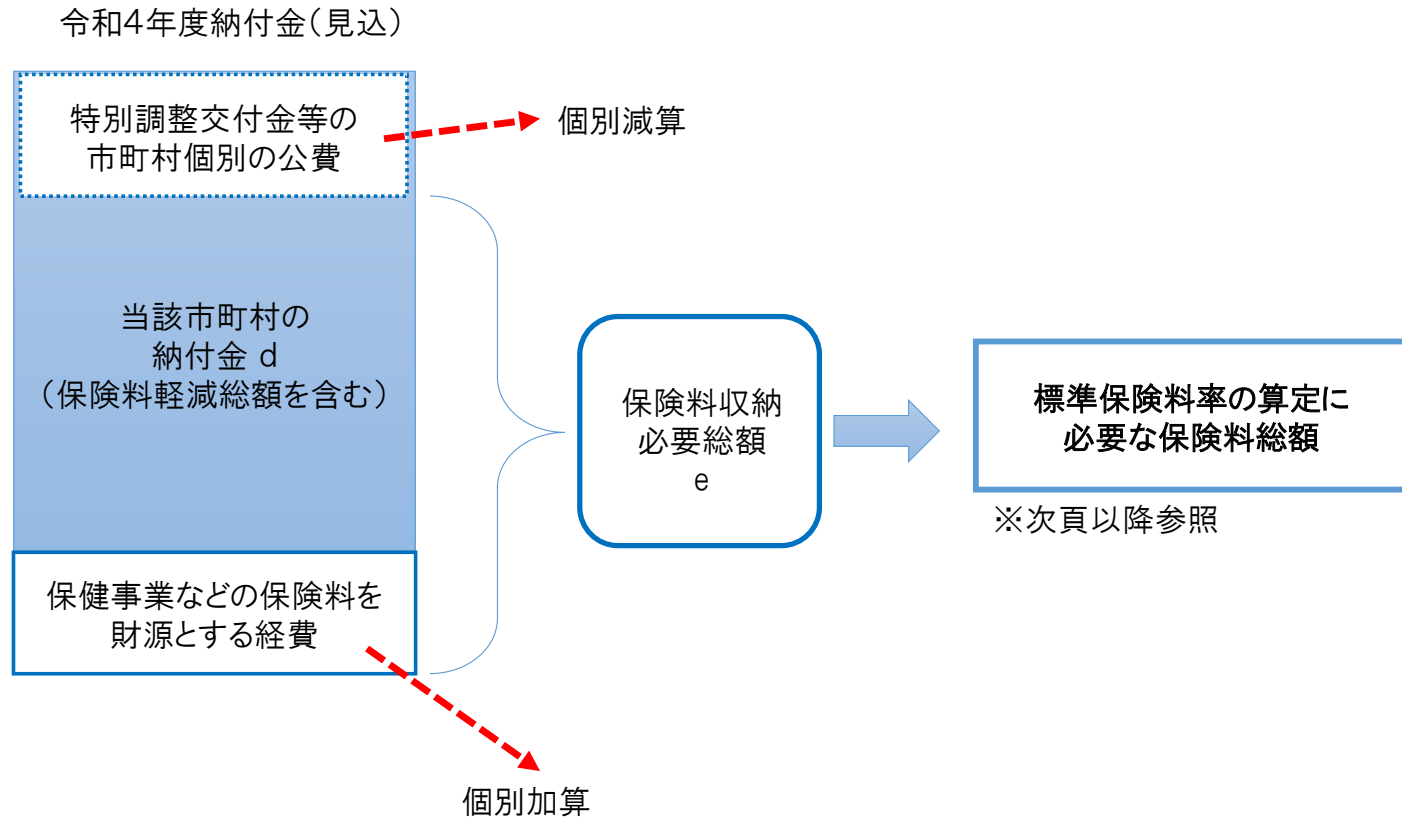 令和4年度納付金（見込）
特別調整交付金等の
市町村個別の公費
個別減算
当該市町村の
納付金 d
（保険料軽減総額を含む）
保険料収納
必要総額
e
標準保険料率の算定に
必要な保険料総額
※次頁以降参照
保健事業などの保険料を
財源とする経費
個別加算